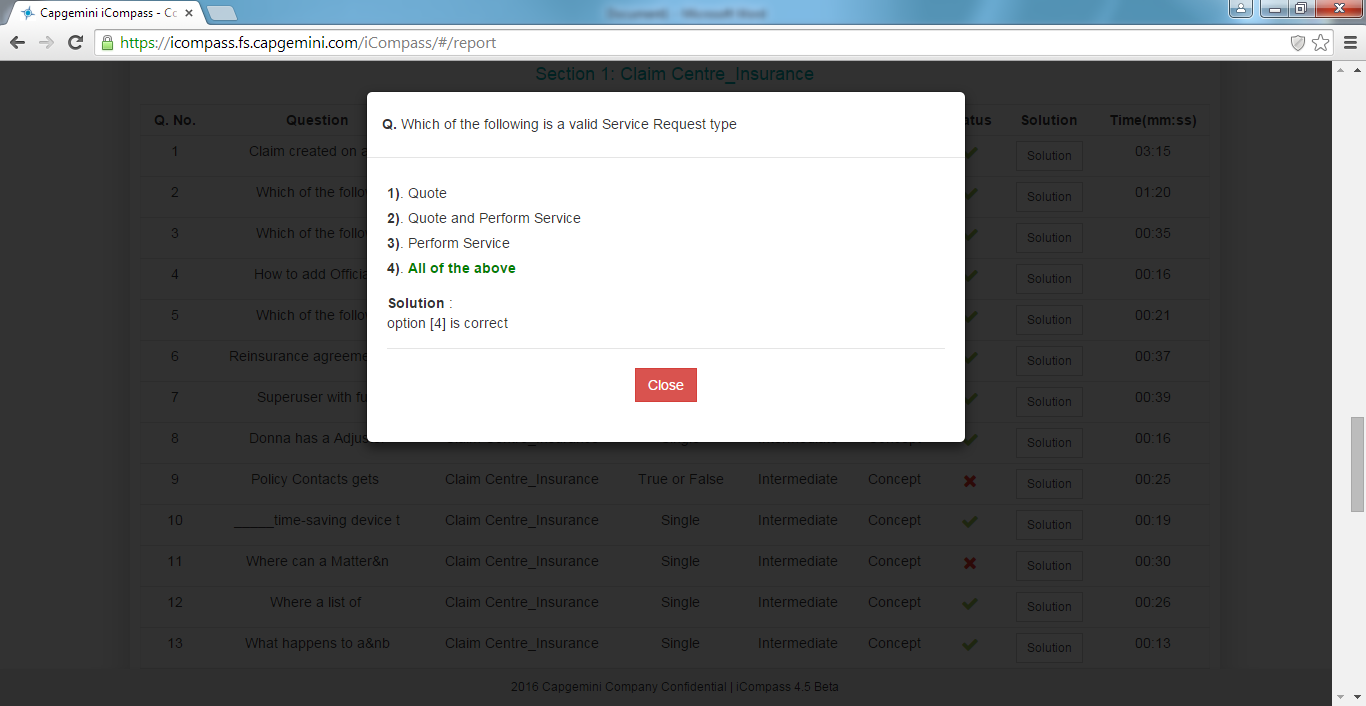 Capgemini iCompass - Co
https://icompass.fs.capgemini.com/iCompass/#/report
Section 1: Claim Centre_Insurance
Q. No. Question tus Solution Time(mm:ss)
Q. Which of the following is a valid Service Request type
1 Claim created on a Solution 03:15
2 Which of the follo Solution 01:20
3 Which of the follo Solution 00:35
4 How to add Officia Solution 00:16
5 Which of the follo Solution 00:21
6 Reinsurance agreeme Solution 00:37
7 Superuser with fu Solution 00:39
1). Quote
2). Quote and Perform Service
3). Perform Service
4). All of the above
Solution :
option [4] is correct
Close
8 Donna has a Adjus Claim Centre_Insurance Single Intermediate Concept Solution 00:16
9 Policy Contacts gets Claim Centre_Insurance True or False Intermediate Concept Solution 00:25
10 _____time-saving device t Claim Centre_Insurance Single Intermediate Concept Solution 00:19
11 Where can a Matter&n Claim Centre_Insurance Single Intermediate Concept Solution 00:30
12 Where a list of Claim Centre_Insurance Single Intermediate Concept Solution 00:26
13 What happens to a&nb Claim Centre_Insurance Single Intermediate Concept Solution 00:13
2016 Capgemini Company Confidential | iCompass 4.5 Beta